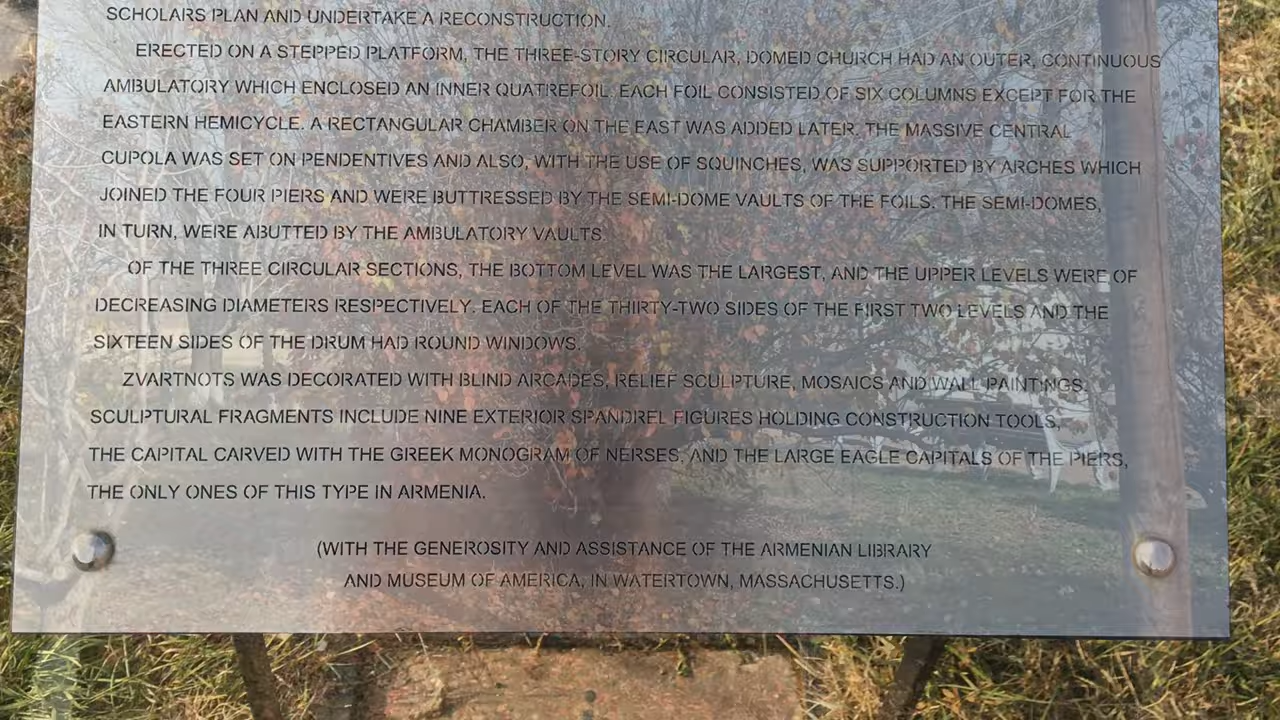 SCHOLARS PLAN AND UNDERTAKE A RECONSTRUCTION.
ERECTED ON A STEPPED PLATFORM, THE THREE-STORY CIRCULAR, DOMED CHURCH HAD AN OUTER, CONTINUOUS
AMBULATORY WHICH ENCLOSED AN INNER QUATREFOIL. EACH FOIL CONSISTED OF SIX COLUMNS EXCEPT FOR THE
EASTERN HEMICYCLE. A RECTANGULAR CHAMBER ON THE EAST WAS ADDED LATER. THE MASSIVE CENTRAL
CUPOLA WAS SET ON PENDENTIVES AND ALSO, WITH THE USE OF SQUINCHES, WAS SUPPORTED BY ARCHES WHICH
JOINED THE FOUR PIERS AND WERE BUTTRESSED BY THE SEMI-DOME VAULTS OF THE FOILS. THE SEMI-DOMES,
IN TURN, WERE ABUTTED BY THE AMBULATORY VAULTS.
OF THE THREE CIRCULAR SECTIONS, THE BOTTOM LEVEL WAS THE LARGEST, AND THE UPPER LEVELS WERE OF
DECREASING DIAMETERS RESPECTIVELY. EACH OF THE THIRTY-TWO SIDES OF THE FIRST TWO LEVELS AND THE
SIXTEEN SIDES OF THE DRUM HAD ROUND WINDOWS.
ZVARTNOTS WAS DECORATED WITH BLIND ARCADES, RELIEF SCULPTURE, MOSAICS AND WALL PAINTINGS.
SCULPTURAL FRAGMENTS INCLUDE NINE EXTERIOR SPANDREL FIGURES HOLDING CONSTRUCTION TOOLS,
THE CAPITAL CARVED WITH THE GREEK MONOGRAM OF NERSES, AND THE LARGE EAGLE CAPITALS OF THE PIERS,
THE ONLY ONES OF THIS TYPE IN ARMENIA.
(WITH THE GENEROSITY AND ASSISTANCE OF THE ARMENIAN LIBRARY
AND MUSEUM OF AMERICA, IN WATERTOWN, MASSACHUSETTS.)